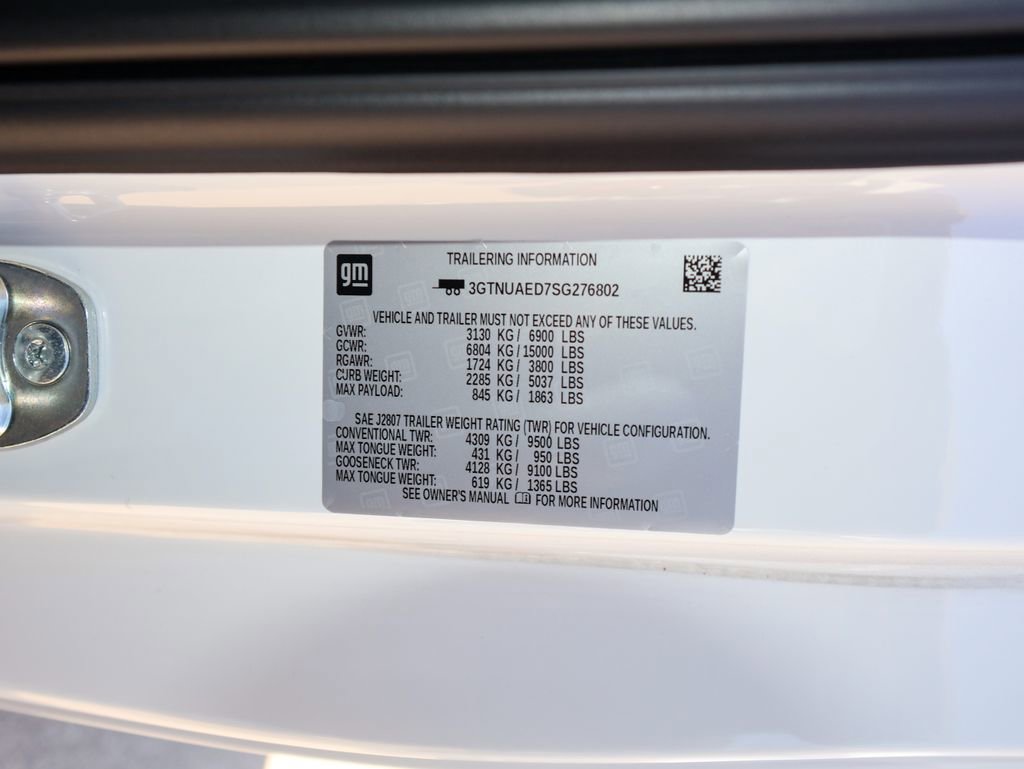 gm
TRAILERING INFORMATION
3GTNUAED7SG276802
VEHICLE AND TRAILER MUST NOT EXCEED ANY OF THESE VALUES.
GVWR: 3130 KG / 6900 LBS
GCWR: 6804 KG / 15000 LBS
RGAWR: 1724 KG / 3800 LBS
CURB WEIGHT: 2285 KG / 5037 LBS
MAX PAYLOAD: 845 KG / 1863 LBS
SAE J2807 TRAILER WEIGHT RATING (TWR) FOR VEHICLE CONFIGURATION.
CONVENTIONAL TWR: 4309 KG / 9500 LBS
MAX TONGUE WEIGHT: 431 KG / 950 LBS
GOOSENECK TWR: 4128 KG / 9100 LBS
MAX TONGUE WEIGHT: 619 KG / 1365 LBS
SEE OWNER'S MANUAL FOR MORE INFORMATION